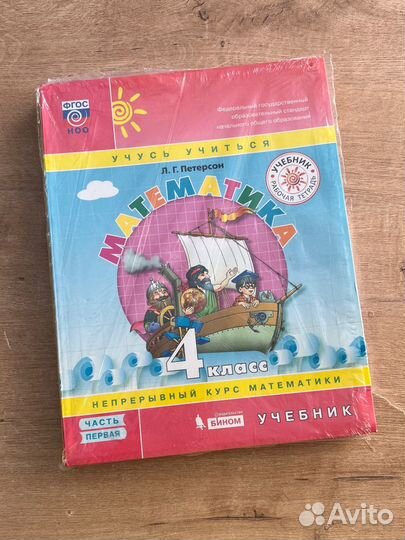 ФГОС
НОО
Федеральный государственный
образовательный стандарт
начального общего образования
УЧУСЬ УЧИТЬСЯ
Л. Г. Петерсон
УЧЕБНИК
РАБОЧАЯ ТЕТРАДЬ
МАТЕМАТИКА
4 КЛАСС
НЕПРЕРЫВНЫЙ КУРС МАТЕМАТИКИ
ЧАСТЬ
ПЕРВАЯ
Издательство
БИНОМ
УЧЕБНИК
Avito